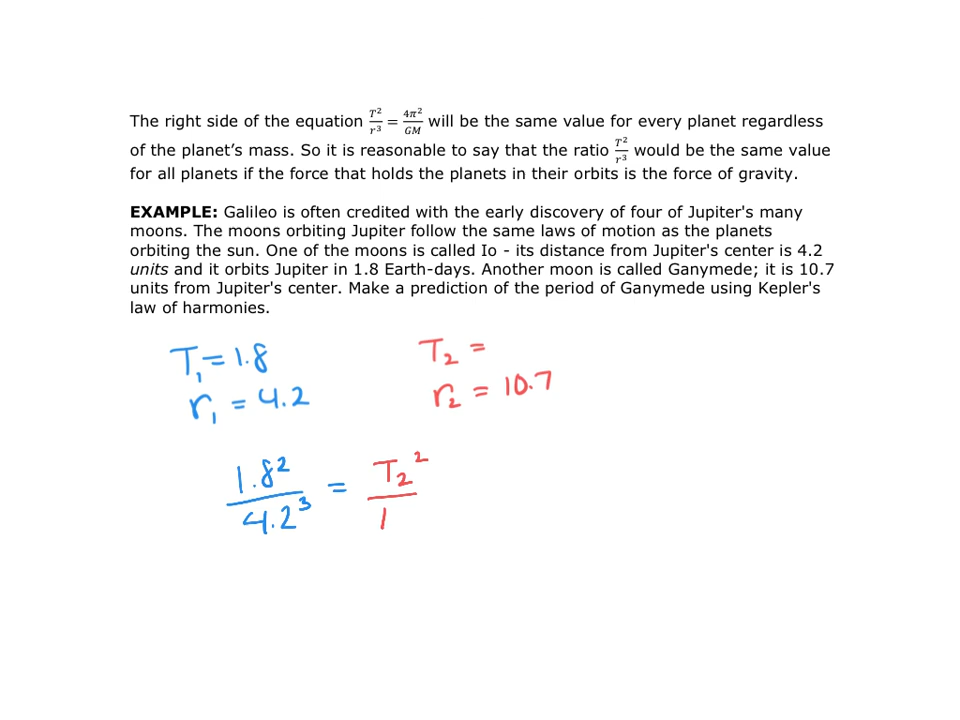 The right side of the equation T²/r³ = 4π²/GM will be the same value for every planet regardless
of the planet's mass. So it is reasonable to say that the ratio T²/r³ would be the same value
for all planets if the force that holds the planets in their orbits is the force of gravity.
EXAMPLE: Galileo is often credited with the early discovery of four of Jupiter's many
moons. The moons orbiting Jupiter follow the same laws of motion as the planets
orbiting the sun. One of the moons is called Io - its distance from Jupiter's center is 4.2
units and it orbits Jupiter in 1.8 Earth-days. Another moon is called Ganymede; it is 10.7
units from Jupiter's center. Make a prediction of the period of Ganymede using Kepler's
law of harmonies.
T₁ = 1.8
r₁ = 4.2
T₂ =
r₂ = 10.7
1.8²/4.2³ = T₂²/1